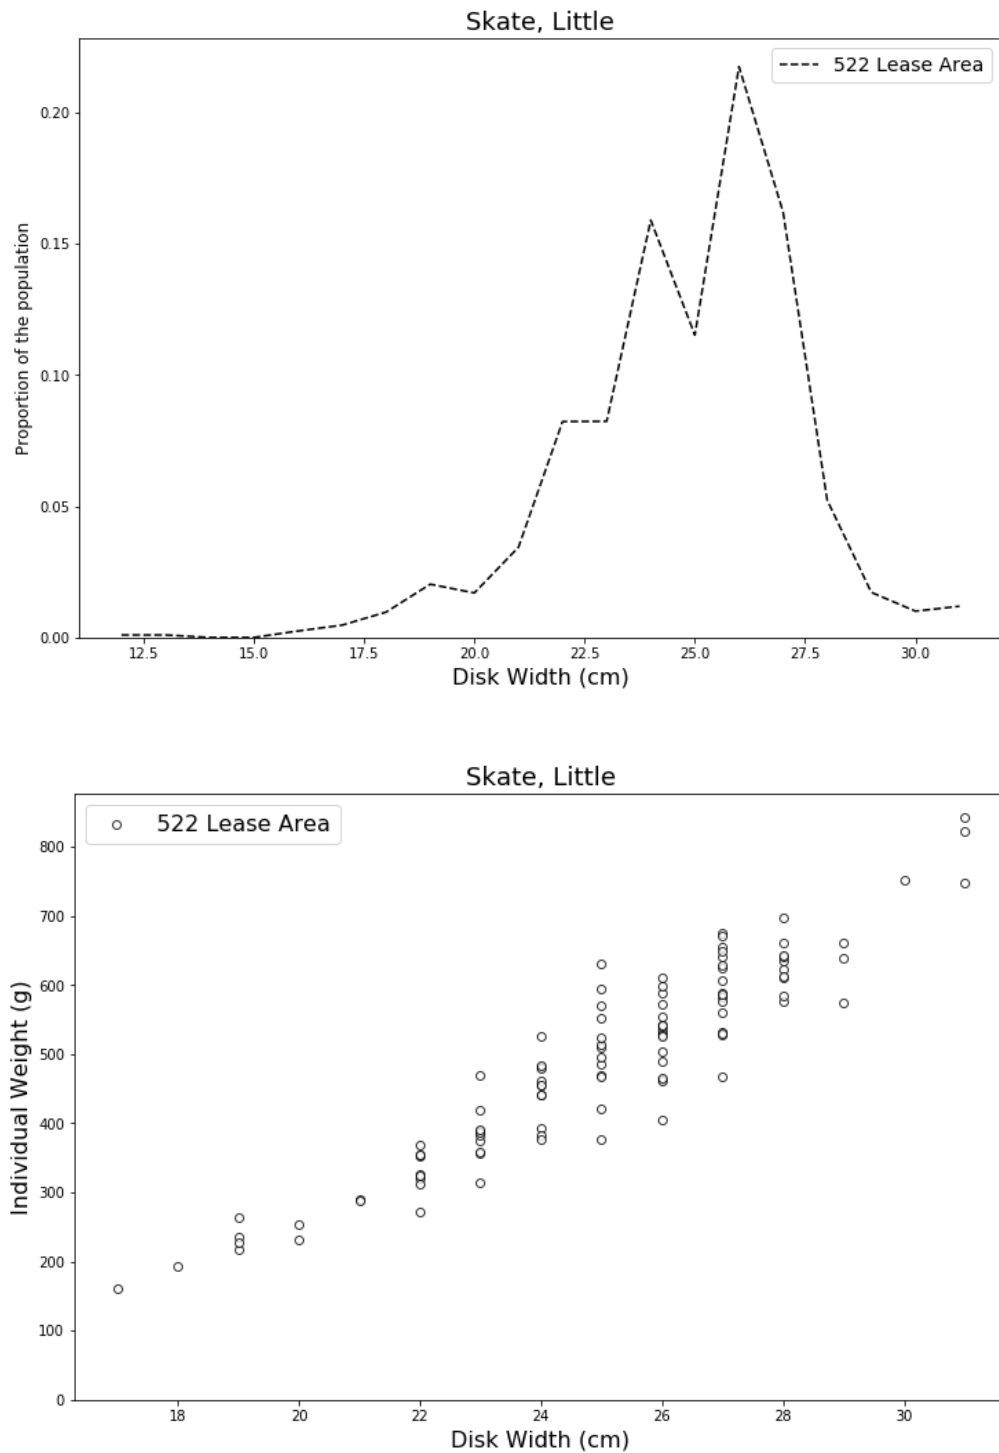 Skate, Little
522 Lease Area
0.20
0.15
0.10
0.05
0.00
Proportion of the population
12.5 15.0 17.5 20.0 22.5 25.0 27.5 30.0
Disk Width (cm)
Skate, Little
522 Lease Area
800
700
600
500
400
300
200
100
0
Individual Weight (g)
18 20 22 24 26 28 30
Disk Width (cm)